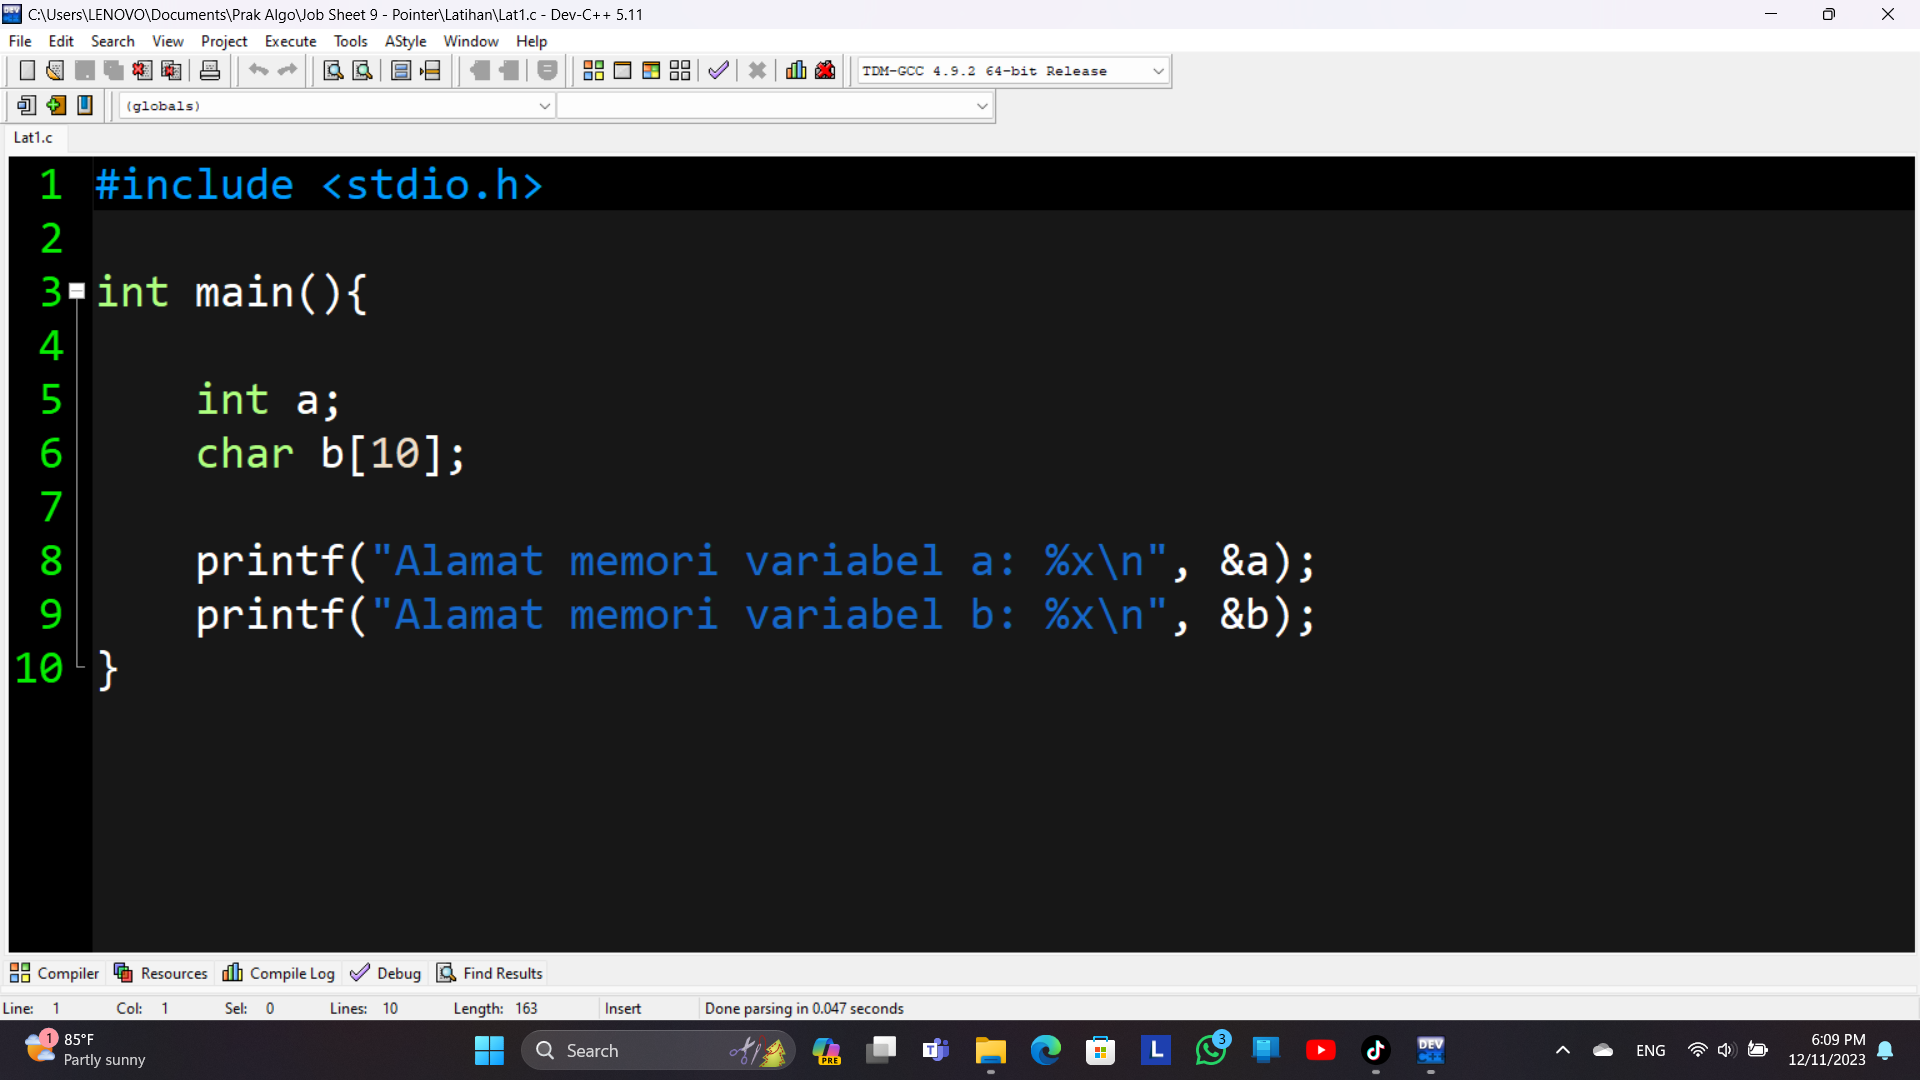 C:\Users\LENOVO\Documents\Prak Algo\Job Sheet 9 - Pointer\Latihan\Lat1.c - Dev-C++ 5.11
File Edit Search View Project Execute Tools AStyle Window Help
TDM-GCC 4.9.2 64-bit Release
(globals)
Lat1.c
1 #include <stdio.h>
2
3 int main(){
4
5 int a;
6 char b[10];
7
8 printf("Alamat memori variabel a: %x\n", &a);
9 printf("Alamat memori variabel b: %x\n", &b);
10 }
Compiler Resources Compile Log Debug Find Results
Line: 1 Col: 1 Sel: 0 Lines: 10 Length: 163 Insert Done parsing in 0.047 seconds
1 85°F
Partly sunny
Search
PRE
T
L
3
DEV
C++
ENG
6:09 PM
12/11/2023